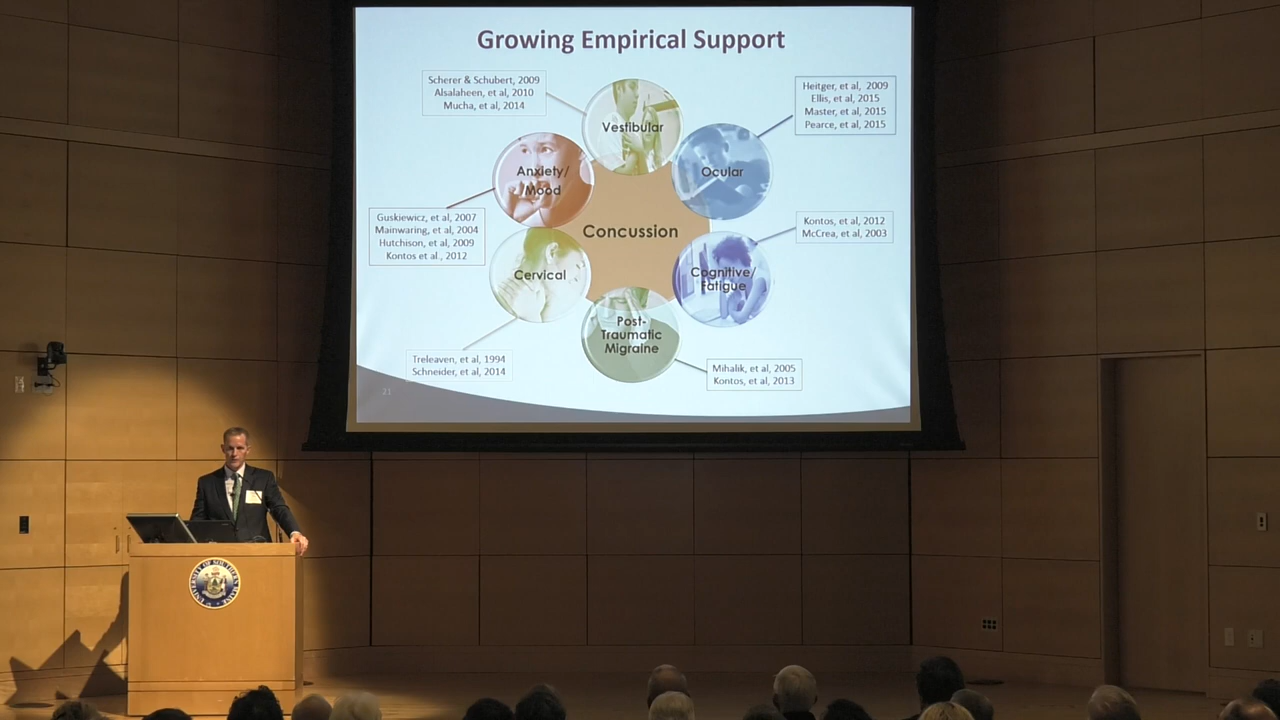 Growing Empirical Support
Scherer & Schubert, 2009
Alsalaheen, et al, 2010
Mucha, et al, 2014
Vestibular
Heitger, et al, 2009
Ellis, et al, 2015
Master, et al, 2015
Pearce, et al, 2015
Anxiety/
Mood
Ocular
Guskiewicz, et al, 2007
Mainwaring, et al, 2004
Hutchison, et al, 2009
Kontos et al., 2012
Concussion
Kontos, et al, 2012
McCrea, et al, 2003
Cervical
Cognitive/
Fatigue
Post-
Traumatic
Migraine
Treleaven, et al, 1994
Schneider, et al, 2014
Mihalik, et al, 2005
Kontos, et al, 2013
21
UNIVERSITY OF SOUTHERN MAINE